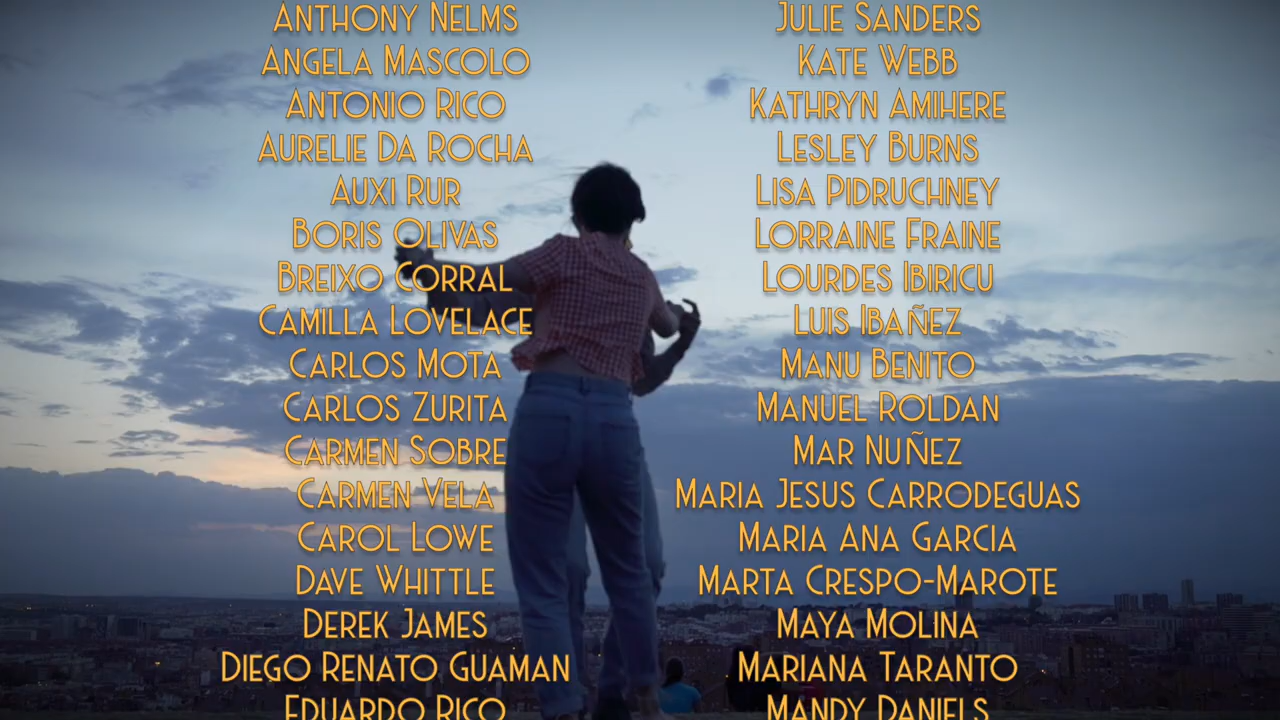 ANTHONY NELMS
ANGELA MASCOLO
ANTONIO RICO
AURELIE DA ROCHA
AUXI RUR
BORIS OLIVAS
BREIXO CORRAL
CAMILLA LOVELACE
CARLOS MOTA
CARLOS ZURITA
CARMEN SOBRE
CARMEN VELA
CAROL LOWE
DAVE WHITTLE
DEREK JAMES
DIEGO RENATO GUAMAN
EDUARDO RICO
JULIE SANDERS
KATE WEBB
KATHRYN AMIHERE
LESLEY BURNS
LISA PIDRUCHNEY
LORRAINE FRAINE
LOURDES IBIRICU
LUIS IBAÑEZ
MANU BENITO
MANUEL ROLDAN
MAR NUÑEZ
MARIA JESUS CARRODEGUAS
MARIA ANA GARCIA
MARTA CRESPO-MAROTE
MAYA MOLINA
MARIANA TARANTO
MANDY DANIELS